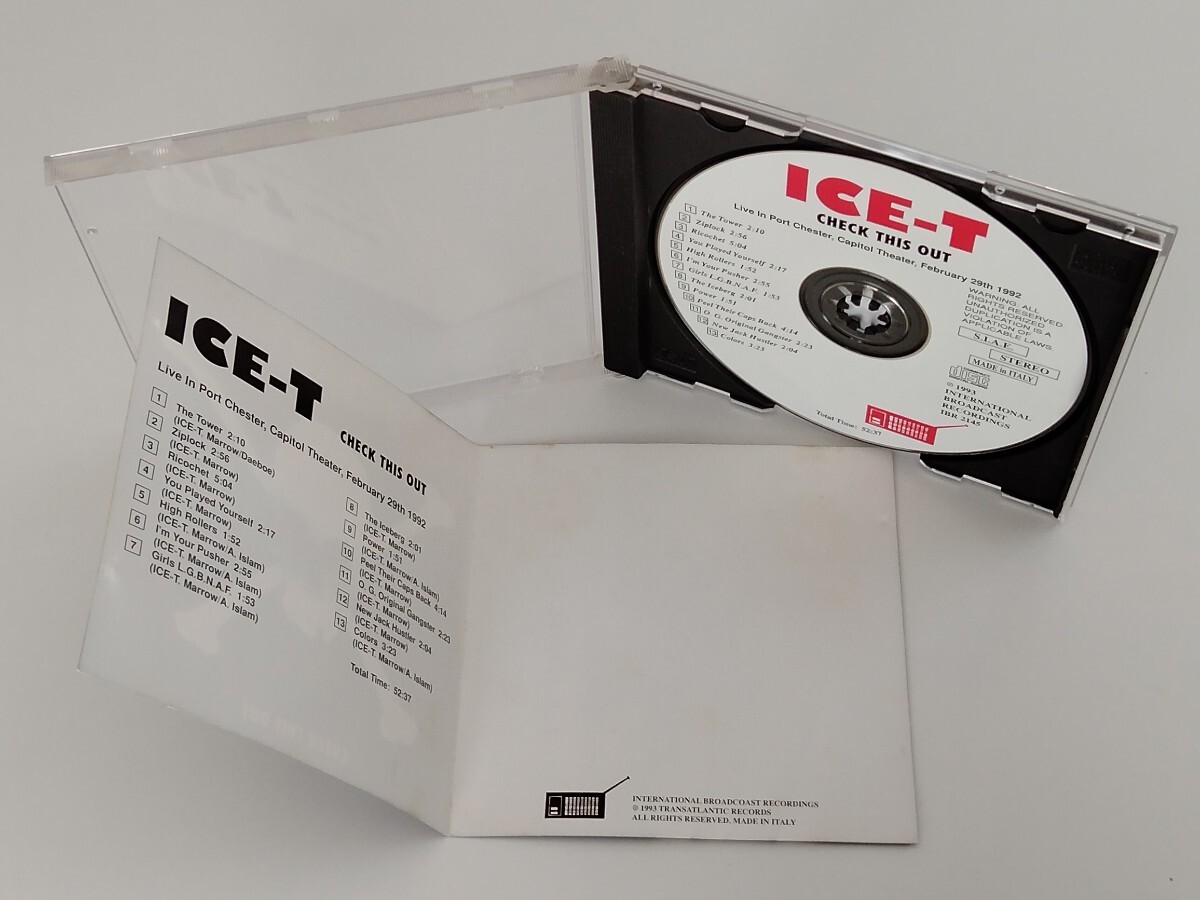 ICE-T
CHECK THIS OUT
Live In Port Chester, Capitol Theater, February 29th 1992
1 The Tower 2:10
2 Ziplock 2:56
3 Ricochet 5:04
4 You Played Yourself 2:17
5 High Rollers 1:52
6 I'm Your Pusher 2:55
7 Girls L.G.B.N.A.F. 1:53
8 The Iceberg 2:01
9 Power 1:51
10 Peel Their Caps Back 4:14
11 O. G. Original Gangster 2:23
12 New Jack Hustler 2:04
13 Colors 3:23
Total Time: 52:37
WARNING: ALL
RIGHTS RESERVED
UNAUTHORIZED
DUPLICATION IS A
VIOLATION OF
APPLICABLE LAWS
S.I.A.E.
STEREO
MADE in ITALY
℗ 1993
INTERNATIONAL
BROADCAST
RECORDINGS
IBR 2145
ICE-T
CHECK THIS OUT
Live In Port Chester, Capitol Theater, February 29th 1992
1 The Tower 2:10
(ICE-T. Marrow/Daeboe)
2 Ziplock 2:56
(ICE-T. Marrow)
3 Ricochet 5:04
(ICE-T. Marrow)
4 You Played Yourself 2:17
(ICE-T. Marrow)
5 High Rollers 1:52
(ICE-T. Marrow/A. Islam)
6 I'm Your Pusher 2:55
(ICE-T. Marrow/A. Islam)
7 Girls L.G.B.N.A.F. 1:53
(ICE-T. Marrow/A. Islam)
8 The Iceberg 2:01
(ICE-T. Marrow)
9 Power 1:51
(ICE-T. Marrow/A. Islam)
10 Peel Their Caps Back 4:14
(ICE-T. Marrow)
11 O. G. Original Gangster 2:23
(ICE-T. Marrow)
12 New Jack Hustler 2:04
(ICE-T. Marrow)
13 Colors 3:23
(ICE-T. Marrow/A. Islam)
Total Time: 52:37
INTERNATIONAL BROADCOAST RECORDINGS
℗ 1993 TRANSATLANTIC RECORDS
ALL RIGHTS RESERVED. MADE IN ITALY